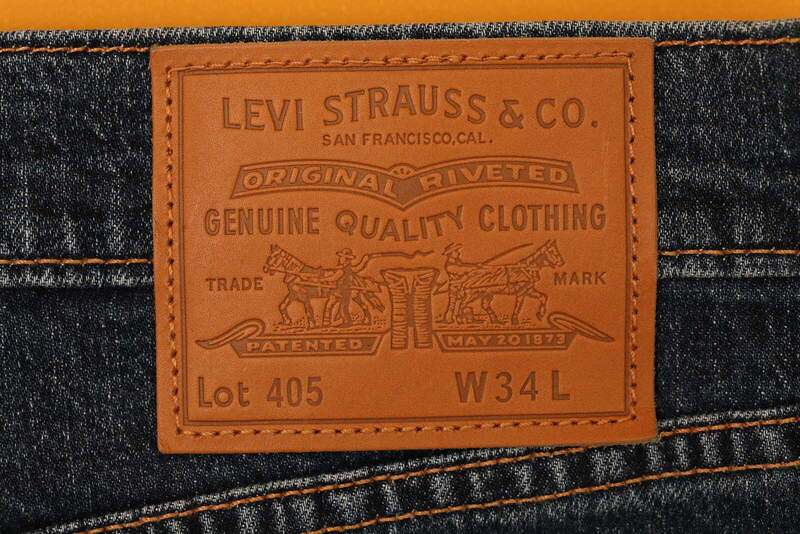 LEVI STRAUSS & CO.
SAN FRANCISCO, CAL.
ORIGINAL RIVETED
GENUINE QUALITY CLOTHING
TRADE MARK
PATENTED MAY 20 1873
Lot 405 W34 L